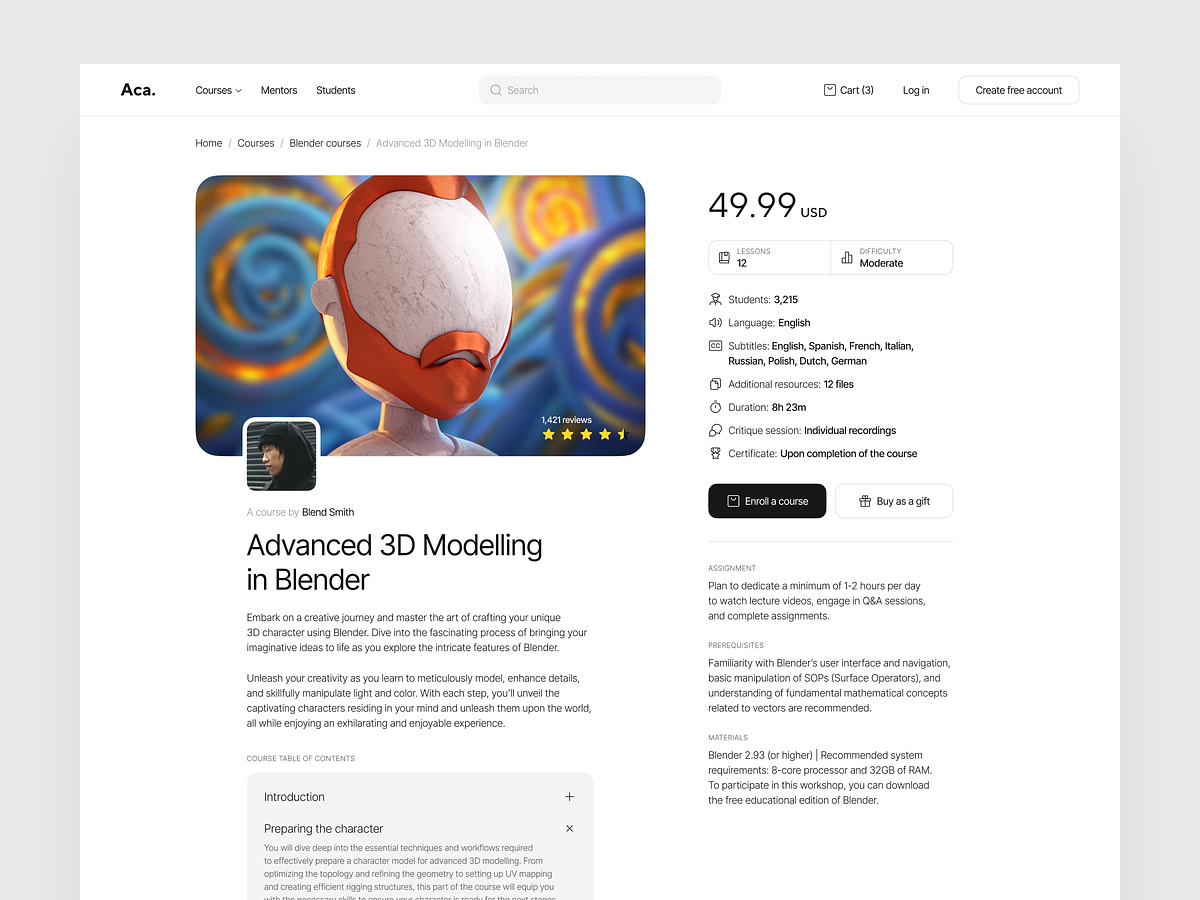 Aca.
Courses
Mentors
Students
Search
Cart (3)
Log in
Create free account
Home / Courses / Blender courses / Advanced 3D Modelling in Blender
1,421 reviews
A course by Blend Smith
Advanced 3D Modelling
in Blender
Embark on a creative journey and master the art of crafting your unique
3D character using Blender. Dive into the fascinating process of bringing your
imaginative ideas to life as you explore the intricate features of Blender.
Unleash your creativity as you learn to meticulously model, enhance details,
and skillfully manipulate light and color. With each step, you'll unveil the
captivating characters residing in your mind and unleash them upon the world,
all while enjoying an exhilarating and enjoyable experience.
COURSE TABLE OF CONTENTS
Introduction
Preparing the character
You will dive deep into the essential techniques and workflows required
to effectively prepare a character model for advanced 3D modelling. From
optimizing the topology and refining the geometry to setting up UV mapping
and creating efficient rigging structures, this part of the course will equip you
with the necessary skills to ensure your character is ready for the next stages
49.99 USD
LESSONS
12
DIFFICULTY
Moderate
Students: 3,215
Language: English
CC
Subtitles: English, Spanish, French, Italian,
Russian, Polish, Dutch, German
Additional resources: 12 files
Duration: 8h 23m
Critique session: Individual recordings
Certificate: Upon completion of the course
Enroll a course
Buy as a gift
ASSIGNMENT
Plan to dedicate a minimum of 1-2 hours per day
to watch lecture videos, engage in Q&A sessions,
and complete assignments.
PREREQUISITES
Familiarity with Blender's user interface and navigation,
basic manipulation of SOPs (Surface Operators), and
understanding of fundamental mathematical concepts
related to vectors are recommended.
MATERIALS
Blender 2.93 (or higher) | Recommended system
requirements: 8-core processor and 32GB of RAM.
To participate in this workshop, you can download
the free educational edition of Blender.